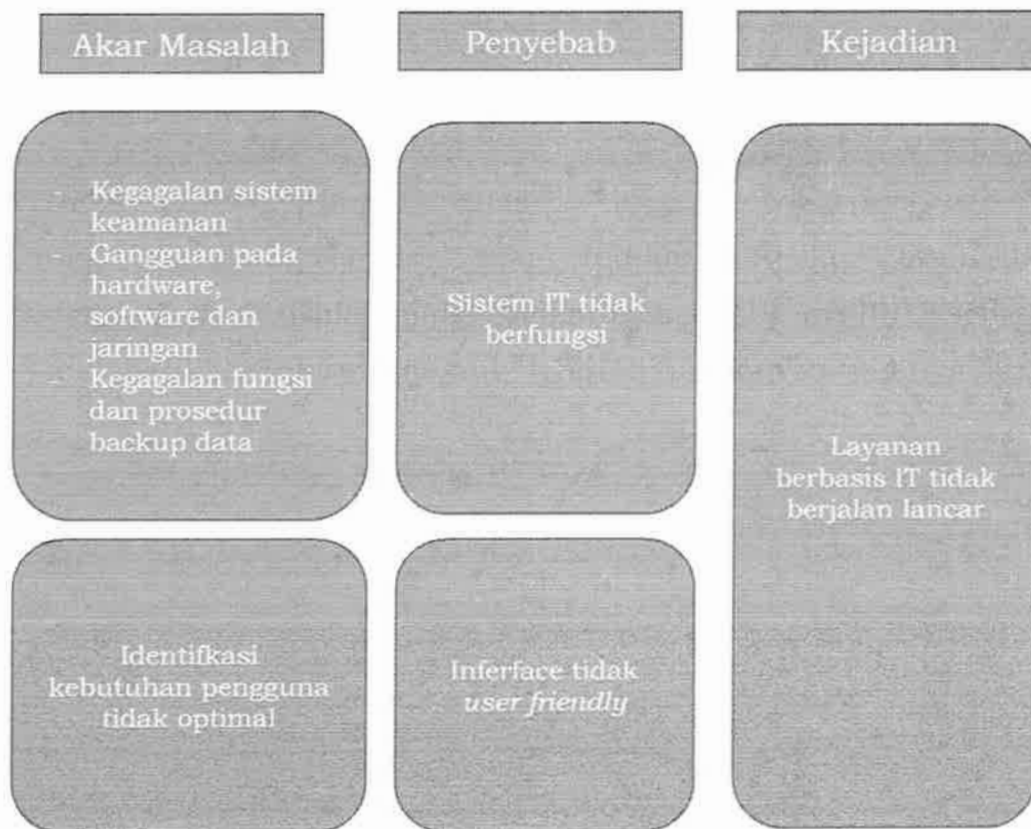 Akar Masalah
Penyebab
Kejadian
- Kegagalan sistem
keamanan
- Gangguan pada
hardware,
software dan
jaringan
- Kegagalan fungsi
dan prosedur
backup data
Sistem IT tidak
berfungsi
Layanan
berbasis IT tidak
berjalan lancar
Identifkasi
kebutuhan pengguna
tidak optimal
Inferface tidak
user friendly